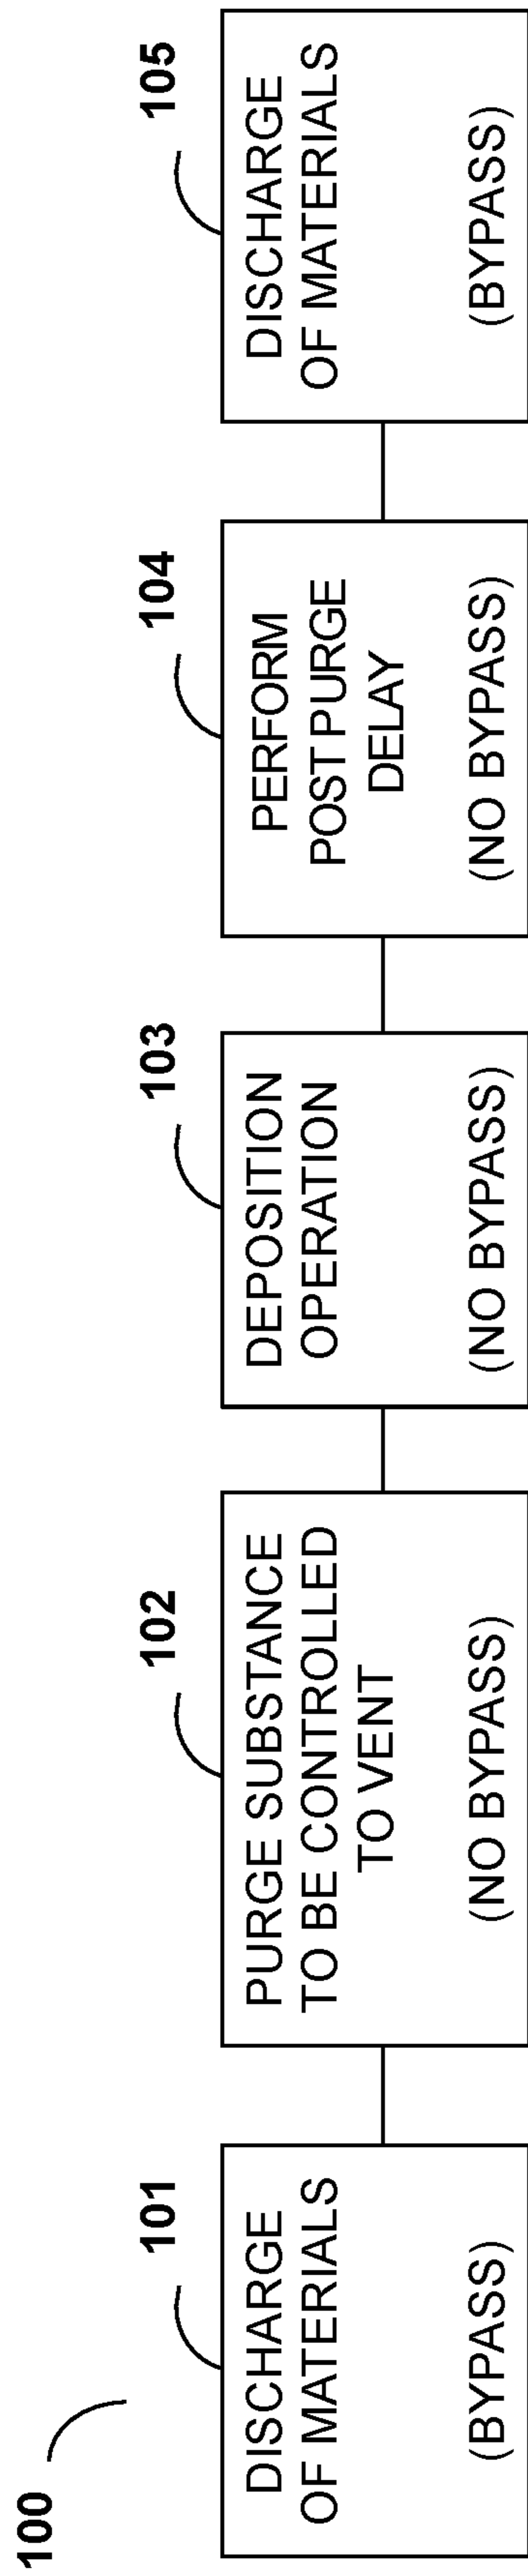 100
101
DISCHARGE
OF MATERIALS
(BYPASS)
102
PURGE SUBSTANCE
TO BE CONTROLLED
TO VENT
(NO BYPASS)
103
DEPOSITION
OPERATION
(NO BYPASS)
104
PERFORM
POST PURGE
DELAY
(NO BYPASS)
105
DISCHARGE
OF MATERIALS
(BYPASS)